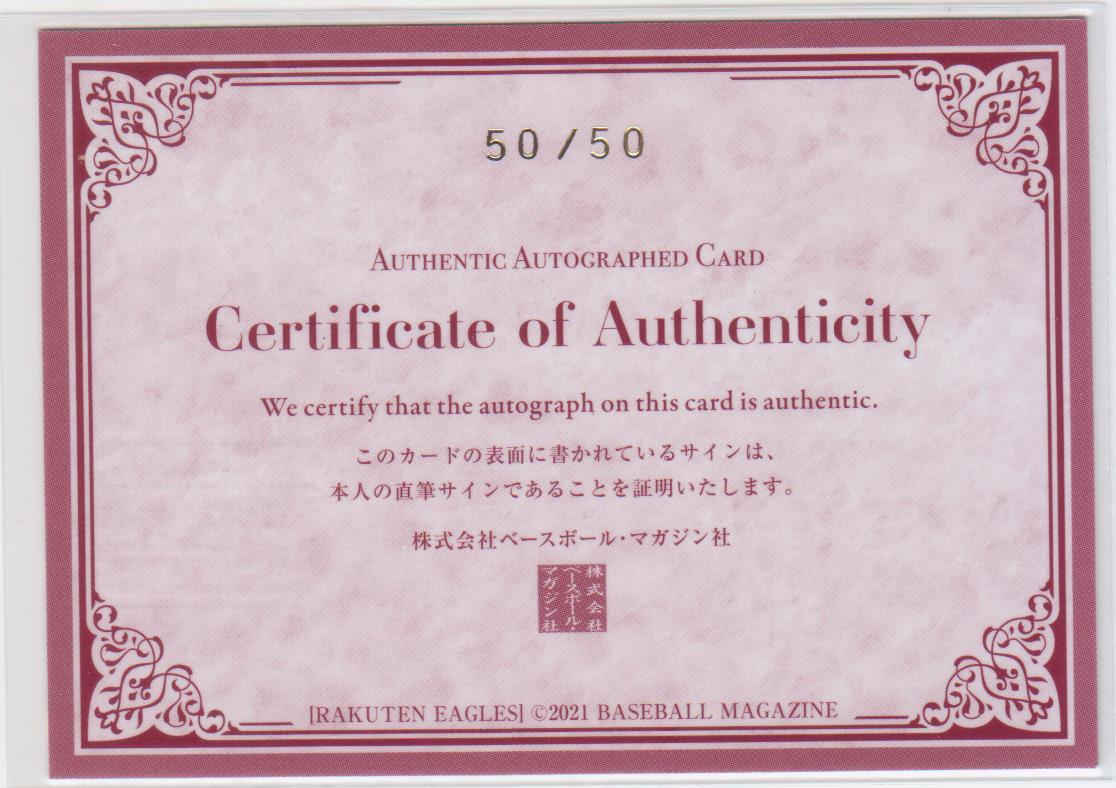 50/50
Authentic Autographed Card
Certificate of Authenticity
We certify that the autograph on this card is authentic.
このカードの表面に書かれているサインは、
本人の直筆サインであることを証明いたします。
株式会社ベースボール・マガジン社
株式会社
ベースボール・
マガジン社
[RAKUTEN EAGLES] ©2021 BASEBALL MAGAZINE